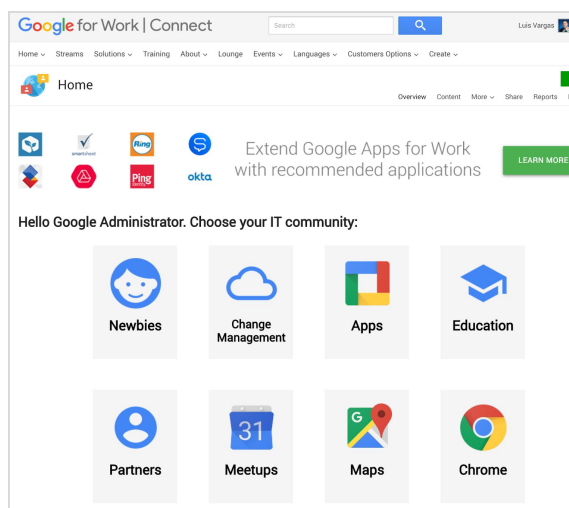 Google for Work | Connect
Search
Luis Vargas
Home Streams Solutions Training About Lounge Events Languages Customers Options Create
Home
Overview Content More Share Reports
smartsheet
Ring
S
Extend Google Apps for Work
with recommended applications
LEARN MORE
Ping
Identity
okta
Hello Google Administrator. Choose your IT community:
Newbies
Change
Management
Apps
Education
31
G
Partners
Meetups
Maps
Chrome